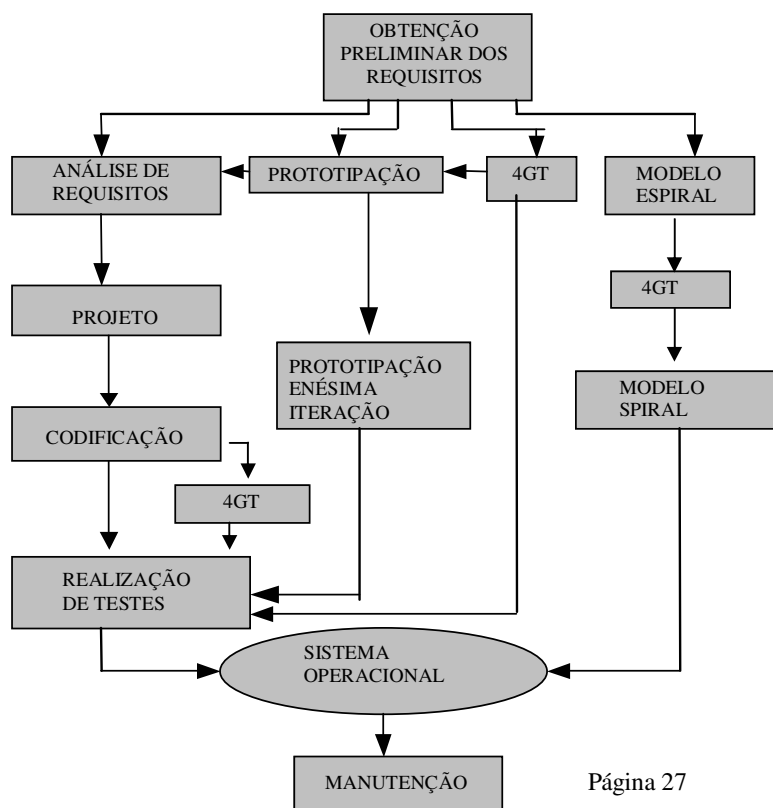 OBTENÇÃO
PRELIMINAR DOS
REQUISITOS
ANÁLISE DE
REQUISITOS
PROTOTIPAÇÃO
4GT
MODELO
ESPIRAL
PROJETO
4GT
PROTOTIPAÇÃO
ENÉSIMA
ITERAÇÃO
MODELO
SPIRAL
CODIFICAÇÃO
4GT
REALIZAÇÃO
DE TESTES
SISTEMA
OPERACIONAL
MANUTENÇÃO
Página 27